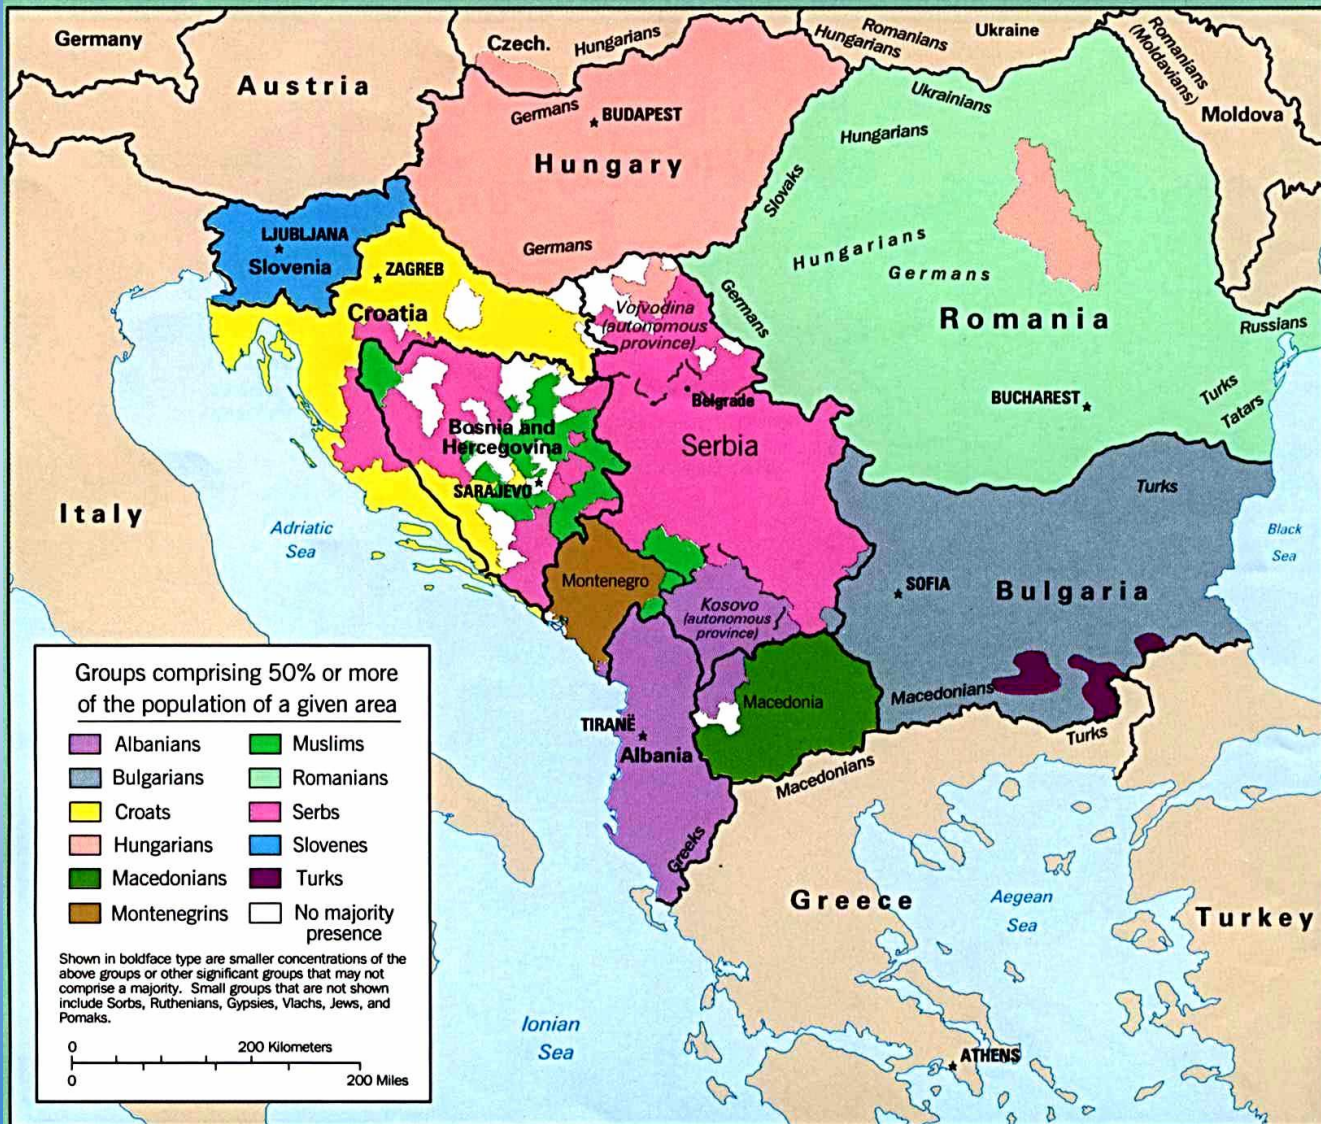 Germany
Austria
Czech.
Hungarians
Hungarians
Romanians
Ukraine
Romanians
(Moldavians)
Moldova
Germans
BUDAPEST
Hungary
Germans
Slovaks
Ukrainians
Hungarians
Hungarians
Germans
Germans
Romania
BUCHAREST
Russians
Turks
Tatars
LJUBLJANA
Slovenia
ZAGREB
Croatia
Vojvodina
(autonomous
province)
Belgrade
Serbia
Bosnia and
Hercegovina
SARAJEVO
Italy
Adriatic
Sea
Montenegro
Kosovo
(autonomous
province)
Turks
SOFIA
Bulgaria
Black
Sea
Macedonians
Turks
Macedonia
Macedonians
TIRANË
Albania
Greeks
Greece
Aegean
Sea
Turkey
Ionian
Sea
ATHENS
Groups comprising 50% or more
of the population of a given area
Albanians
Bulgarians
Croats
Hungarians
Macedonians
Montenegrins
Muslims
Romanians
Serbs
Slovenes
Turks
No majority
presence
Shown in boldface type are smaller concentrations of the
above groups or other significant groups that may not
comprise a majority. Small groups that are not shown
include Sorbs, Ruthenians, Gypsies, Vlachs, Jews, and
Pomaks.
0 200 Kilometers
0 200 Miles